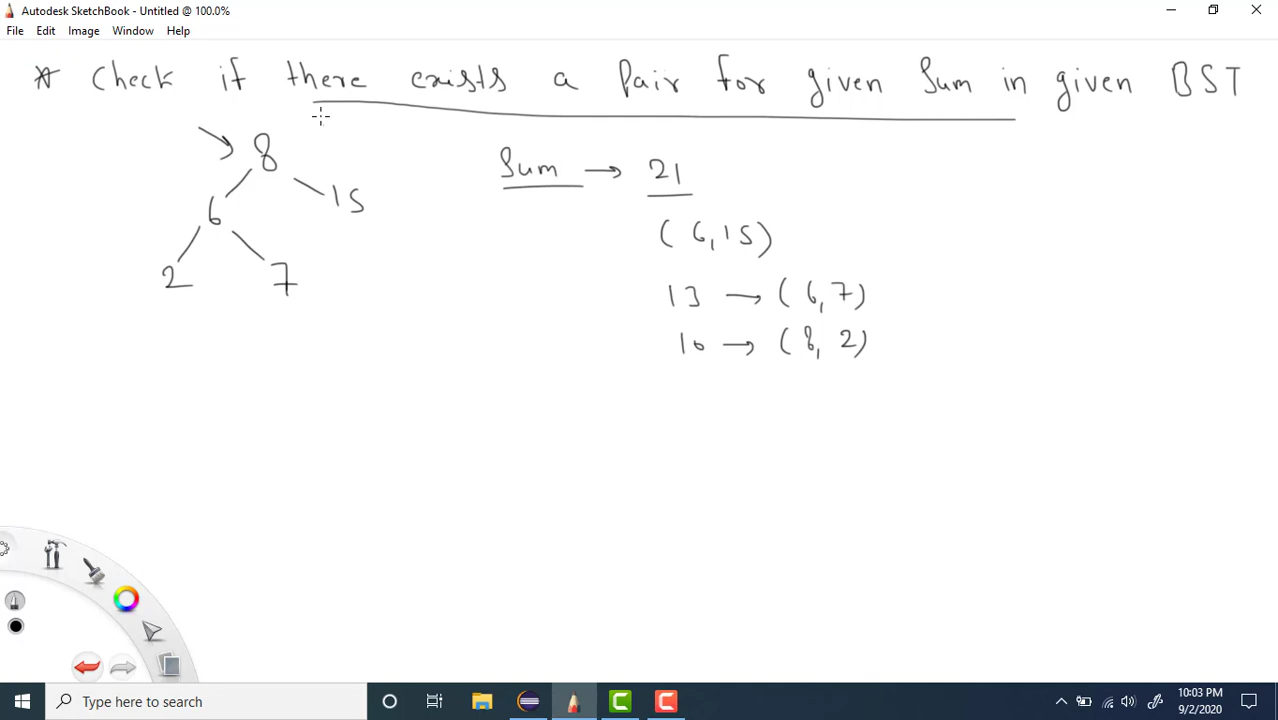 Autodesk SketchBook - Untitled @ 100.0%
File Edit Image Window Help
* Check if there exists a Pair for given Sum in given BST
8
Sum → 21
6
15
(6,15)
2
7
13 → (6,7)
10 → (8, 2)
Type here to search
10:03 PM
9/2/2020